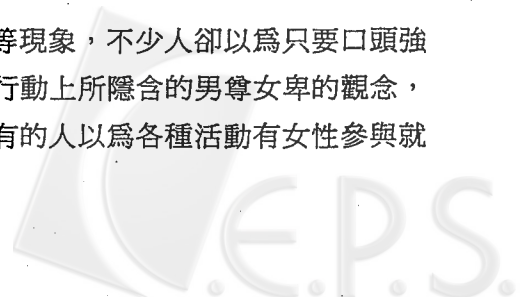 等現象，不少人卻以爲只要口頭強
行動上所隱含的男尊女卑的觀念，
有的人以爲各種活動有女性參與就
C.E.P.S.